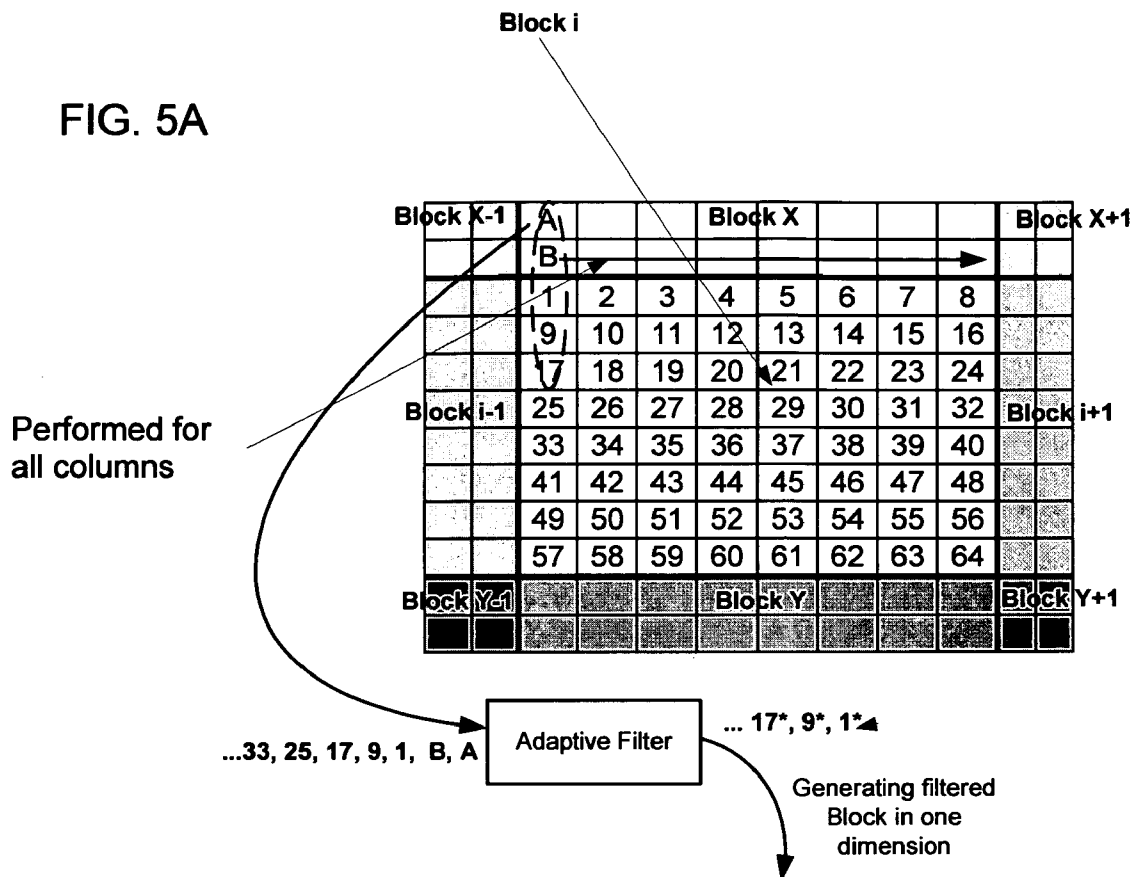 Block i
FIG. 5A
Block X-1 A Block X Block X+1
B
1 2 3 4 5 6 7 8
9 10 11 12 13 14 15 16
17 18 19 20 21 22 23 24
Block i-1 25 26 27 28 29 30 31 32 Block i+1
33 34 35 36 37 38 39 40
41 42 43 44 45 46 47 48
49 50 51 52 53 54 55 56
57 58 59 60 61 62 63 64
Block Y-1 Block Y Block Y+1
Performed for
all columns
...33, 25, 17, 9, 1, B, A
Adaptive Filter
... 17*, 9*, 1*
Generating filtered
Block in one
dimension